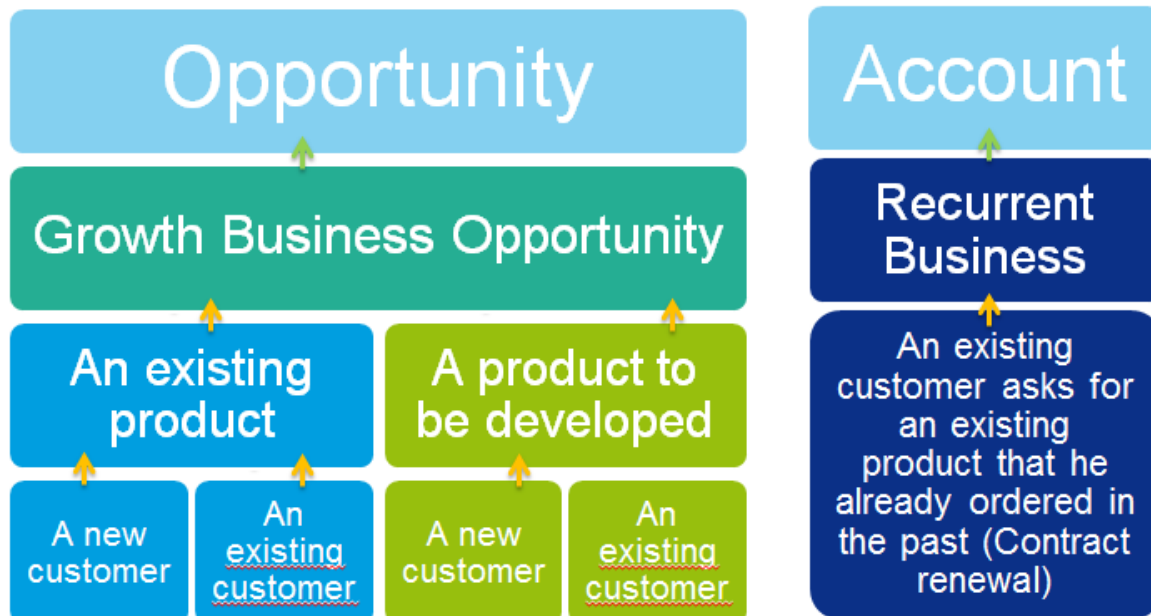 Opportunity
Growth Business Opportunity
An existing
product
A product to
be developed
A new
customer
An
existing
customer
A new
customer
An
existing
customer
Account
Recurrent
Business
An existing
customer asks for
an existing
product that he
already ordered in
the past (Contract
renewal)